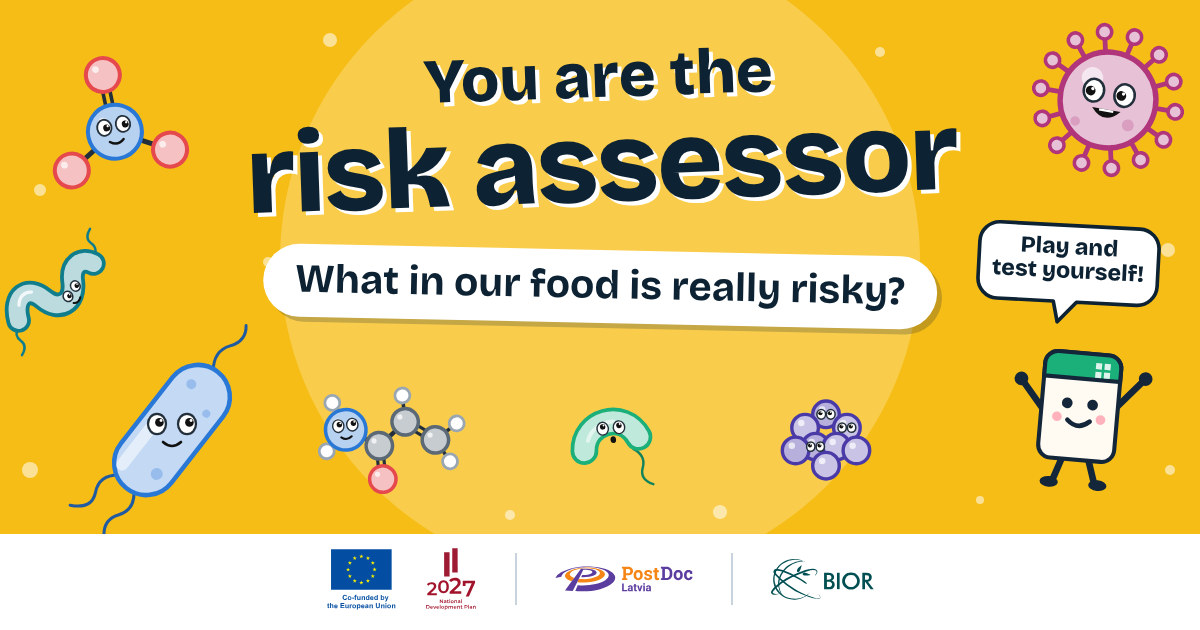 You are the
risk assessor
What in our food is really risky?
Play and
test yourself!
Co-funded by
the European Union
2027
National
Development Plan
PostDoc
Latvia
BIOR